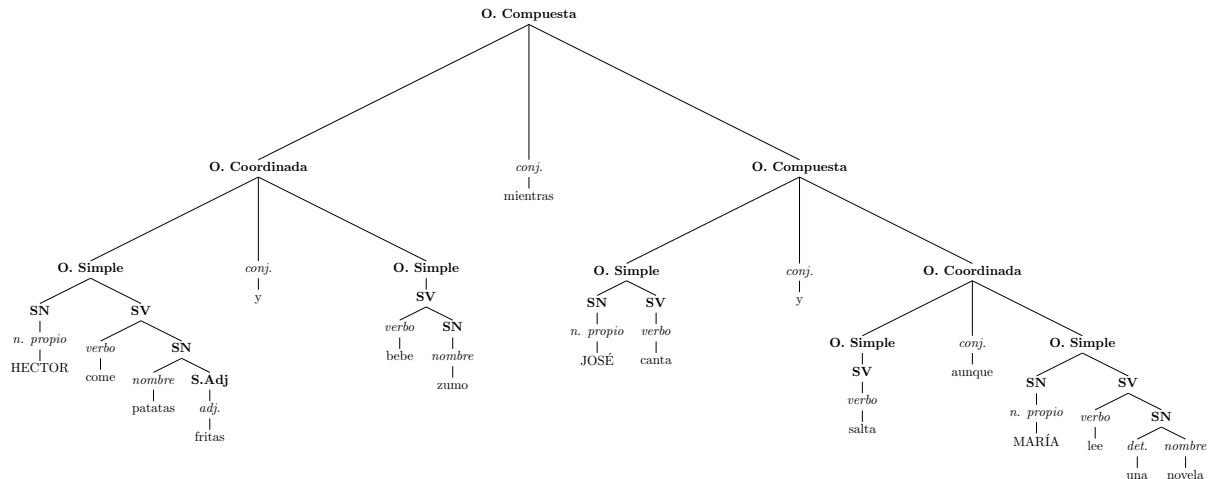 O. Compuesta
O. Coordinada conj. O. Compuesta
mientras
O. Simple conj. O. Simple O. Simple conj. O. Coordinada
y SV y
SN SV SN SV
n. propio verbo SN n. propio verbo
HECTOR verbo SN bebe nombre JOSÉ canta O. Simple conj. O. Simple
come nombre S.Adj zumo SV aunque SN SV
patatas adj. verbo n. propio verbo SN
fritas salta MARÍA lee det. nombre
una novela